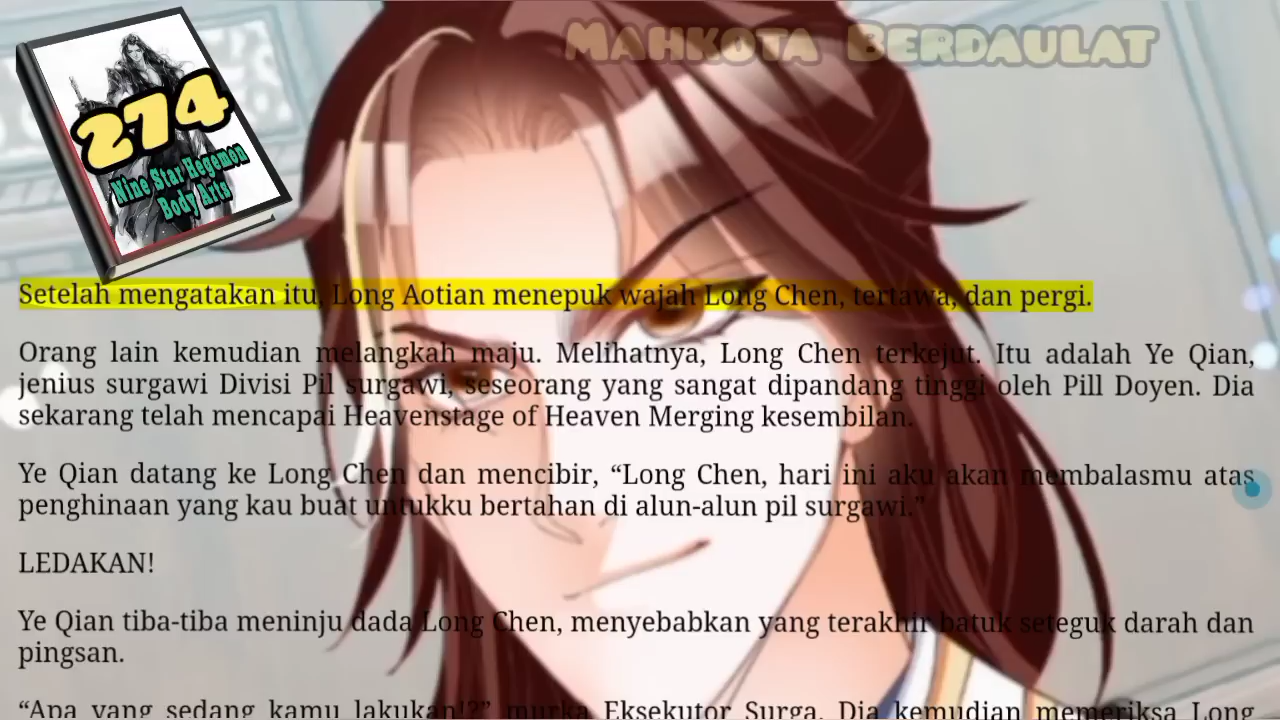 Mahkota Berdaulat
274
Nine Star Hegemon
Body Arts
Setelah mengatakan itu, Long Aotian menepuk wajah Long Chen, tertawa, dan pergi.
Orang lain kemudian melangkah maju. Melihatnya, Long Chen terkejut. Itu adalah Ye Qian,
jenius surgawi Divisi Pil surgawi, seseorang yang sangat dipandang tinggi oleh Pill Doyen. Dia
sekarang telah mencapai Heavenstage of Heaven Merging kesembilan.
Ye Qian datang ke Long Chen dan mencibir, “Long Chen, hari ini aku akan membalasmu atas
penghinaan yang kau buat untukku bertahan di alun-alun pil surgawi.”
LEDAKAN!
Ye Qian tiba-tiba meninju dada Long Chen, menyebabkan yang terakhir batuk seteguk darah dan
pingsan.
“Apa yang sedang kamu lakukan!?” murka Eksekutor Surga. Dia kemudian memeriksa Long